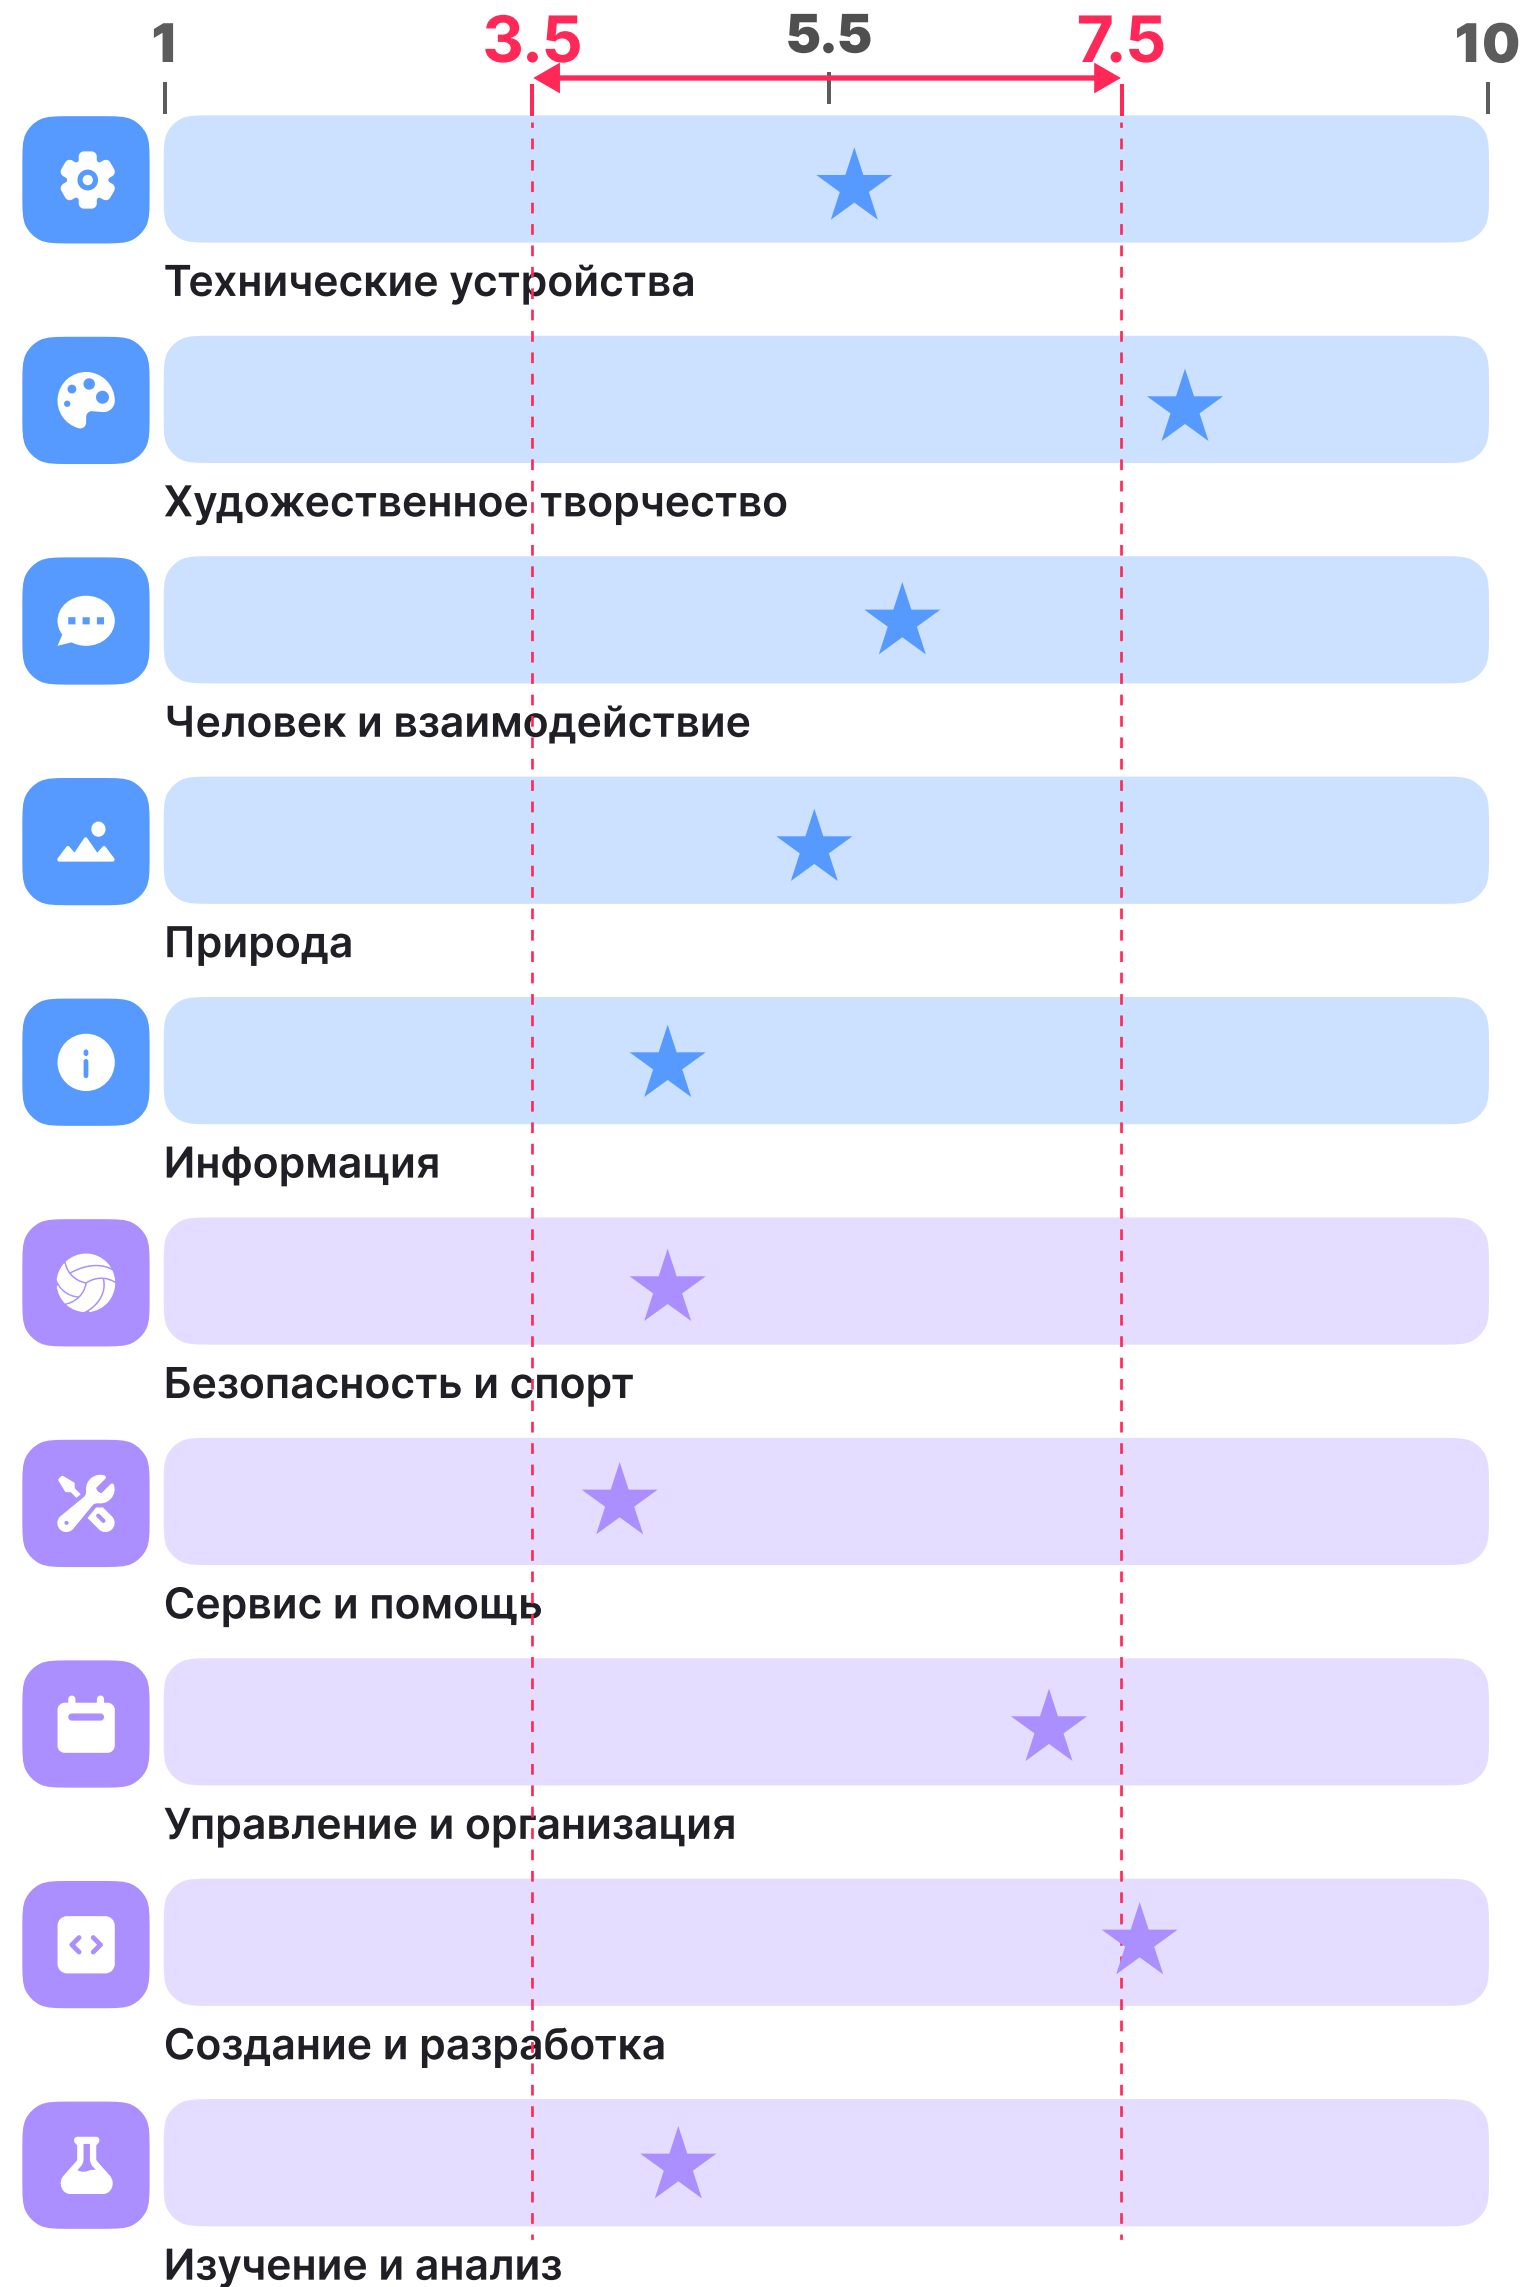 1 3.5 5.5 7.5 10
Технические устройства
Художественное творчество
Человек и взаимодействие
Природа
Информация
Безопасность и спорт
Сервис и помощь
Управление и организация
Создание и разработка
Изучение и анализ